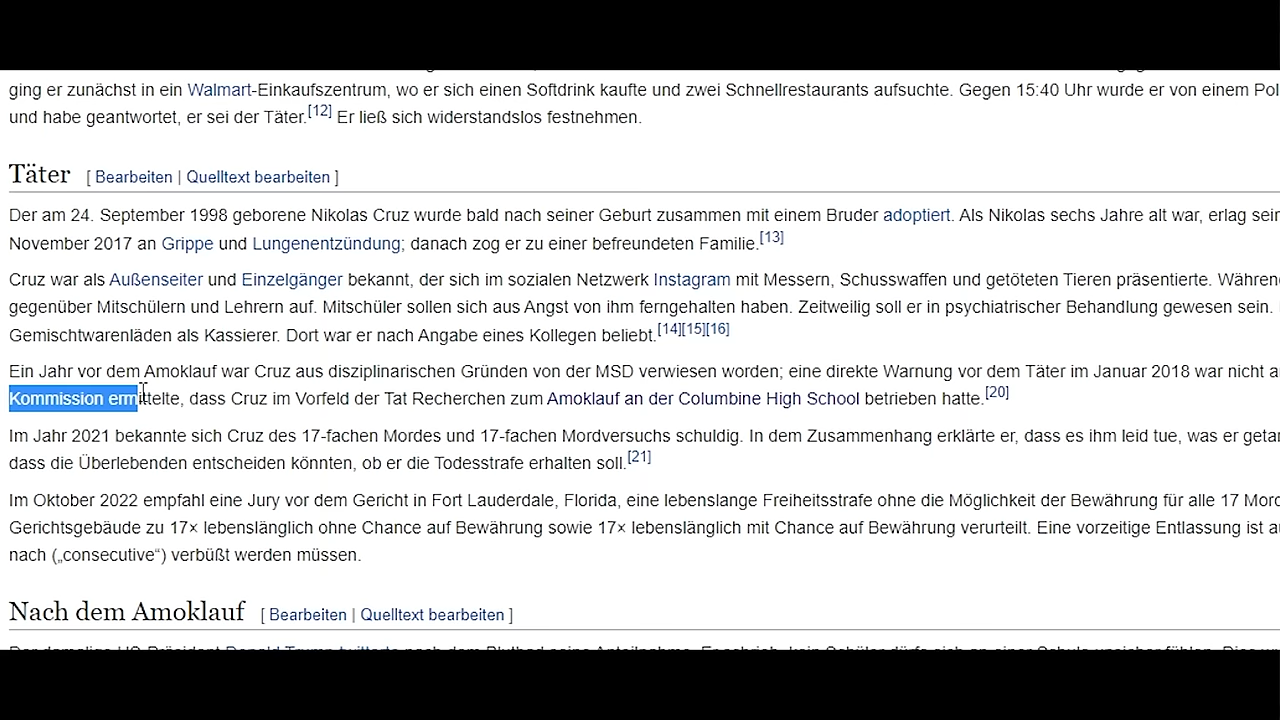 ging er zunächst in ein Walmart-Einkaufszentrum, wo er sich einen Softdrink kaufte und zwei Schnellrestaurants aufsuchte. Gegen 15:40 Uhr wurde er von einem Pol
und habe geantwortet, er sei der Täter.[12] Er ließ sich widerstandslos festnehmen.
Täter [ Bearbeiten | Quelltext bearbeiten ]
Der am 24. September 1998 geborene Nikolas Cruz wurde bald nach seiner Geburt zusammen mit einem Bruder adoptiert. Als Nikolas sechs Jahre alt war, erlag sein
November 2017 an Grippe und Lungenentzündung; danach zog er zu einer befreundeten Familie.[13]
Cruz war als Außenseiter und Einzelgänger bekannt, der sich im sozialen Netzwerk Instagram mit Messern, Schusswaffen und getöteten Tieren präsentierte. Während
gegenüber Mitschülern und Lehrern auf. Mitschüler sollen sich aus Angst von ihm ferngehalten haben. Zeitweilig soll er in psychiatrischer Behandlung gewesen sein.
Gemischtwarenläden als Kassierer. Dort war er nach Angabe eines Kollegen beliebt.[14][15][16]
Ein Jahr vor dem Amoklauf war Cruz aus disziplinarischen Gründen von der MSD verwiesen worden; eine direkte Warnung vor dem Täter im Januar 2018 war nicht a
Kommission ermittelte, dass Cruz im Vorfeld der Tat Recherchen zum Amoklauf an der Columbine High School betrieben hatte.[20]
Im Jahr 2021 bekannte sich Cruz des 17-fachen Mordes und 17-fachen Mordversuchs schuldig. In dem Zusammenhang erklärte er, dass es ihm leid tue, was er getan
dass die Überlebenden entscheiden könnten, ob er die Todesstrafe erhalten soll.[21]
Im Oktober 2022 empfahl eine Jury vor dem Gericht in Fort Lauderdale, Florida, eine lebenslange Freiheitsstrafe ohne die Möglichkeit der Bewährung für alle 17 Mord
Gerichtsgebäude zu 17× lebenslänglich ohne Chance auf Bewährung sowie 17× lebenslänglich mit Chance auf Bewährung verurteilt. Eine vorzeitige Entlassung ist a
nach („consecutive“) verbüßt werden müssen.
Nach dem Amoklauf [ Bearbeiten | Quelltext bearbeiten ]